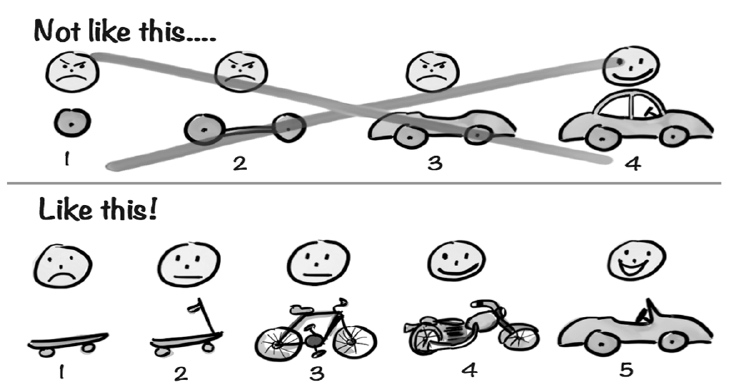 Not like this....
1 2 3 4
Like this!
1 2 3 4 5